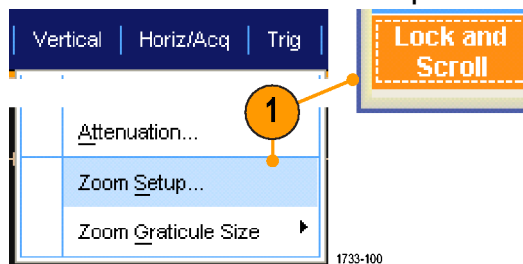 Vertical | Horiz/Acq | Trig |
Lock and
Scroll
1
Attenuation...
Zoom Setup...
Zoom Graticule Size
1733-100